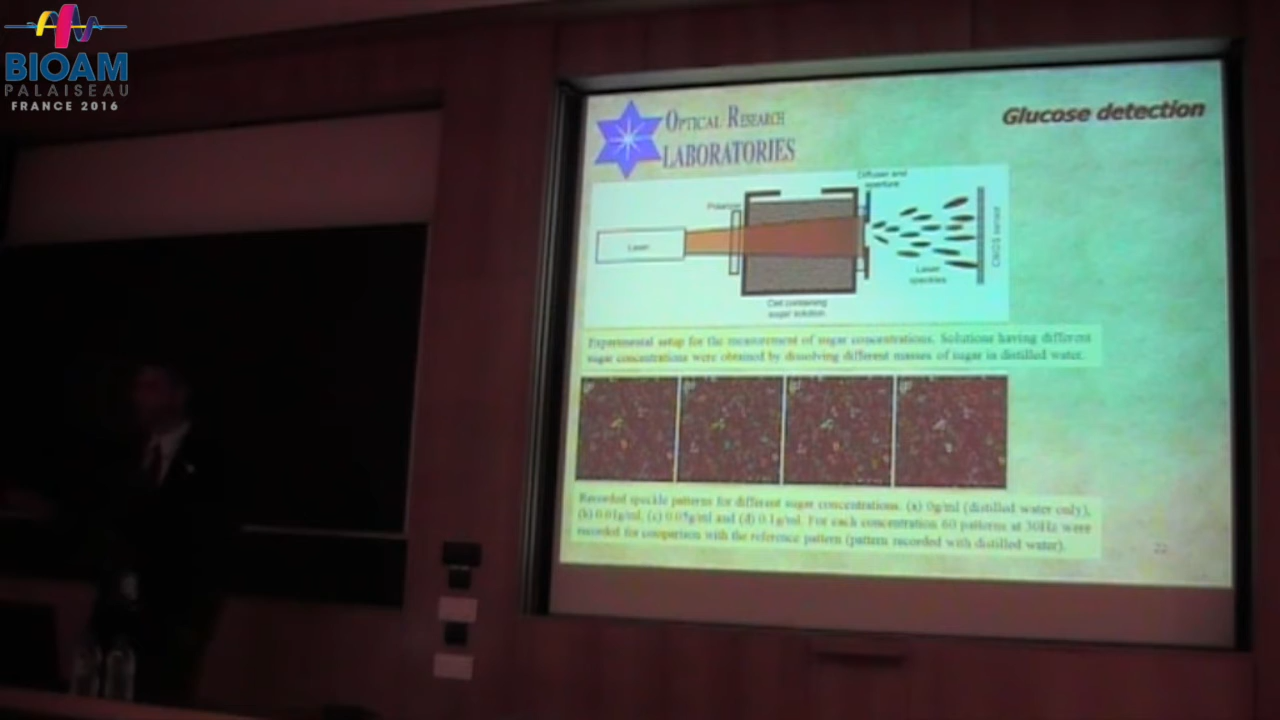 BIOAM
PALAISEAU
FRANCE 2016
OPTICAL RESEARCH
LABORATORIES
Glucose detection
Diffuser and
aperture
Polarizer
Laser
CMOS sensor
Laser
speckles
Cell containing
sugar solution
Experimental setup for the measurement of sugar concentrations. Solutions having different
sugar concentrations were obtained by dissolving different masses of sugar in distilled water.
Recorded speckle patterns for different sugar concentrations. (a) 0g/ml (distilled water only),
(b) 0.01g/ml, (c) 0.05g/ml and (d) 0.1g/ml. For each concentration 60 patterns at 30Hz were
recorded for comparison with the reference pattern (pattern recorded with distilled water).
22